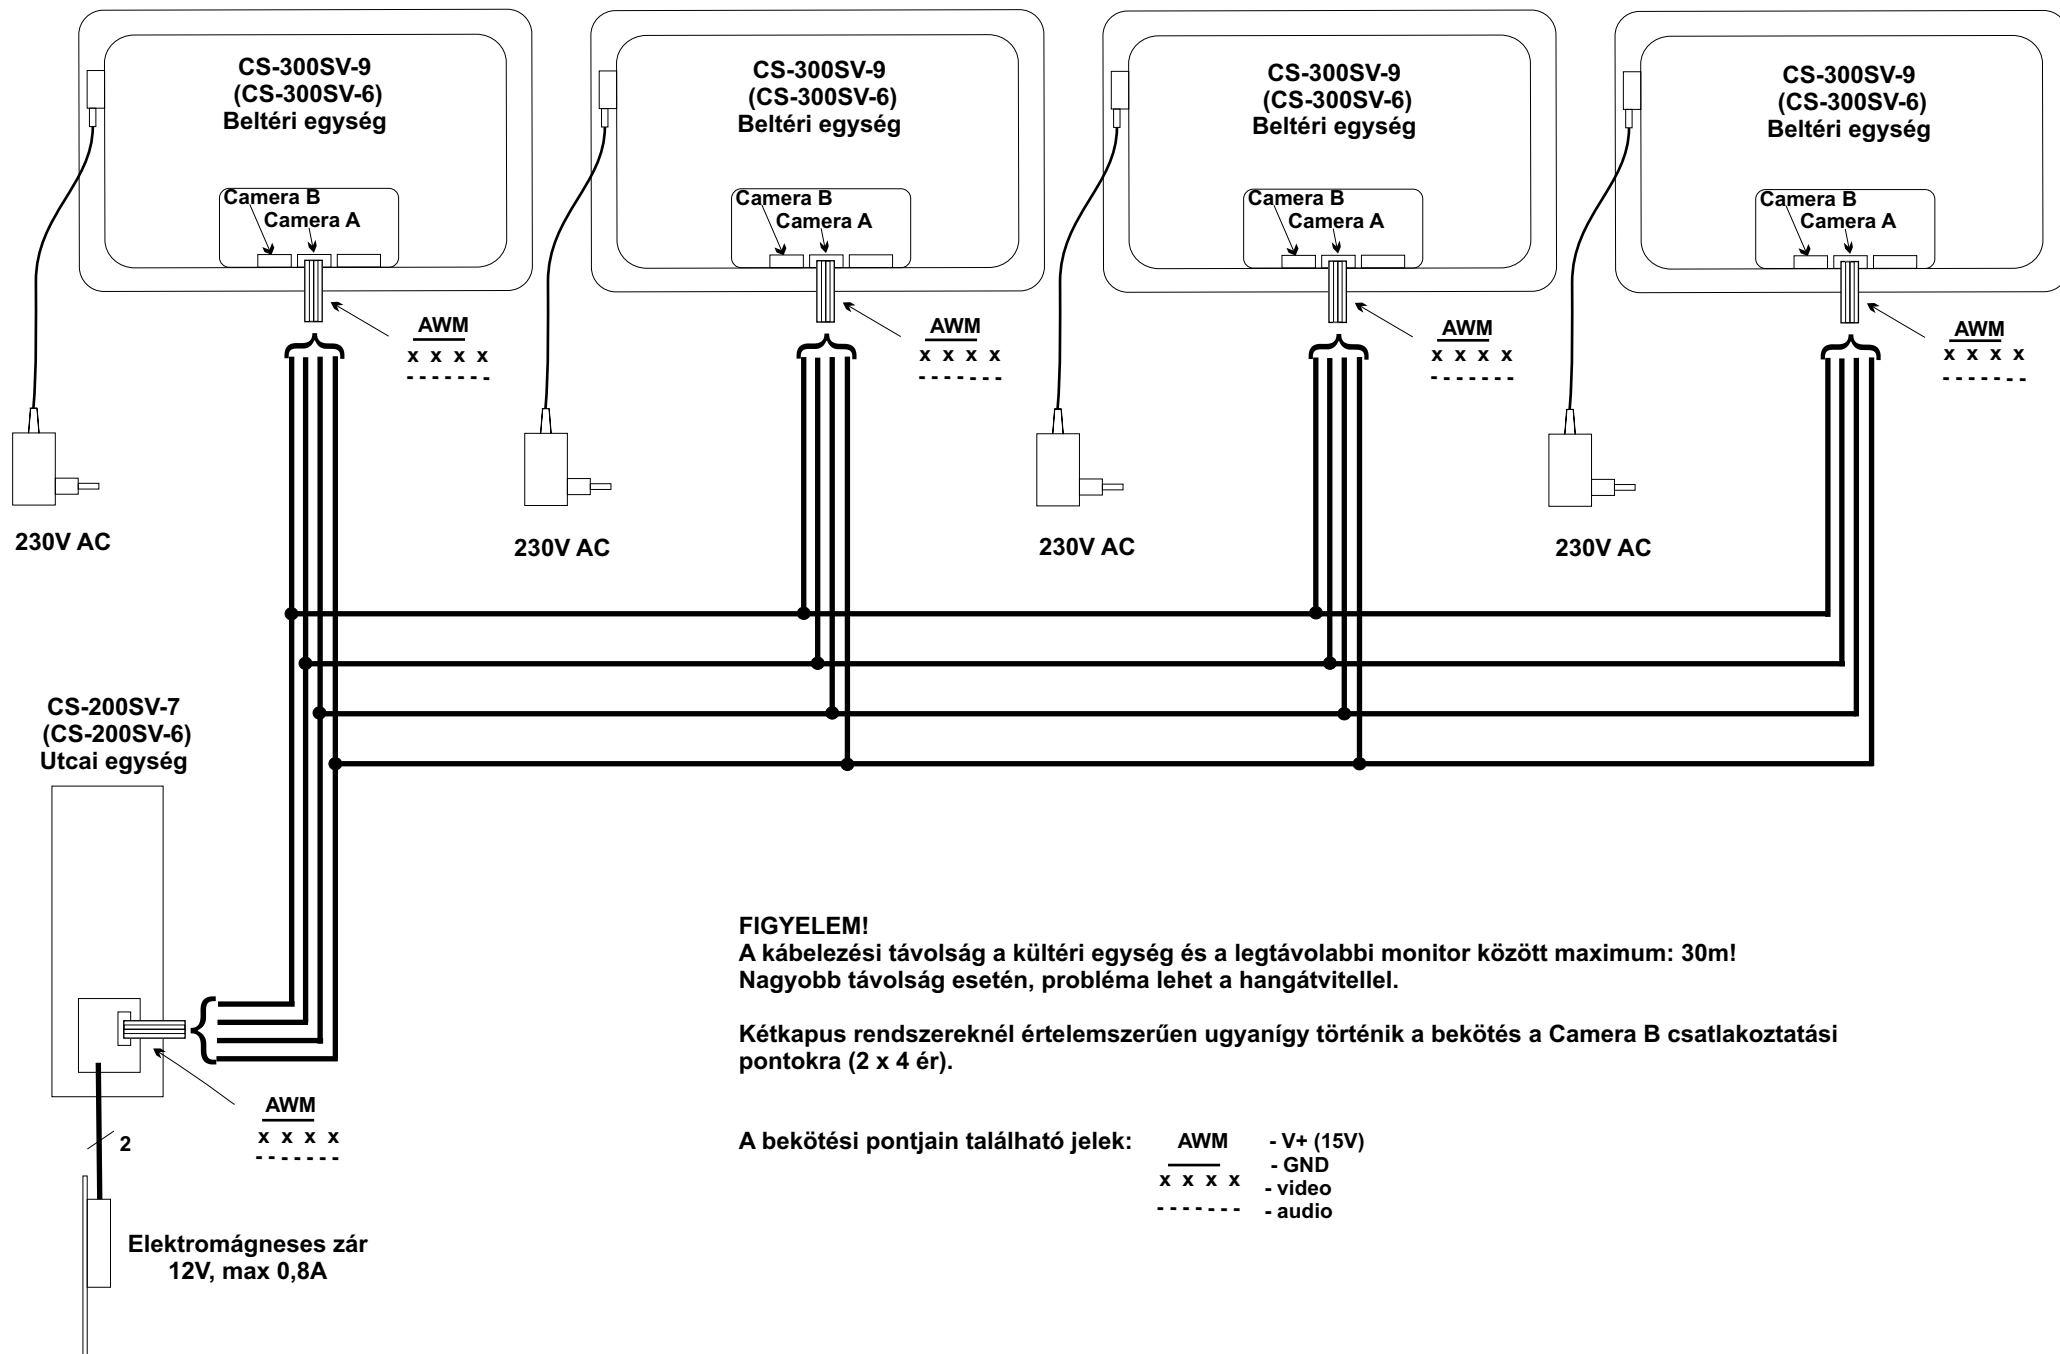 CS-300SV-9
(CS-300SV-6)
Beltéri egység
Camera B
Camera A
AWM
x x x x
- - - - - - -
230V AC
CS-300SV-9
(CS-300SV-6)
Beltéri egység
Camera B
Camera A
AWM
x x x x
- - - - - - -
230V AC
CS-300SV-9
(CS-300SV-6)
Beltéri egység
Camera B
Camera A
AWM
x x x x
- - - - - - -
230V AC
CS-300SV-9
(CS-300SV-6)
Beltéri egység
Camera B
Camera A
AWM
x x x x
- - - - - - -
230V AC
CS-200SV-7
(CS-200SV-6)
Utcai egység
AWM
x x x x
- - - - - - -
2
Elektromágneses zár
12V, max 0,8A
FIGYELEM!
A kábelezési távolság a kültéri egység és a legtávolabbi monitor között maximum: 30m!
Nagyobb távolság esetén, probléma lehet a hangátvitellel.
Kétkapus rendszereknél értelemszerűen ugyanígy történik a bekötés a Camera B csatlakoztatási
pontokra (2 x 4 ér).
A bekötési pontjain található jelek: AWM - V+ (15V)
- GND
x x x x - video
- - - - - - - - audio